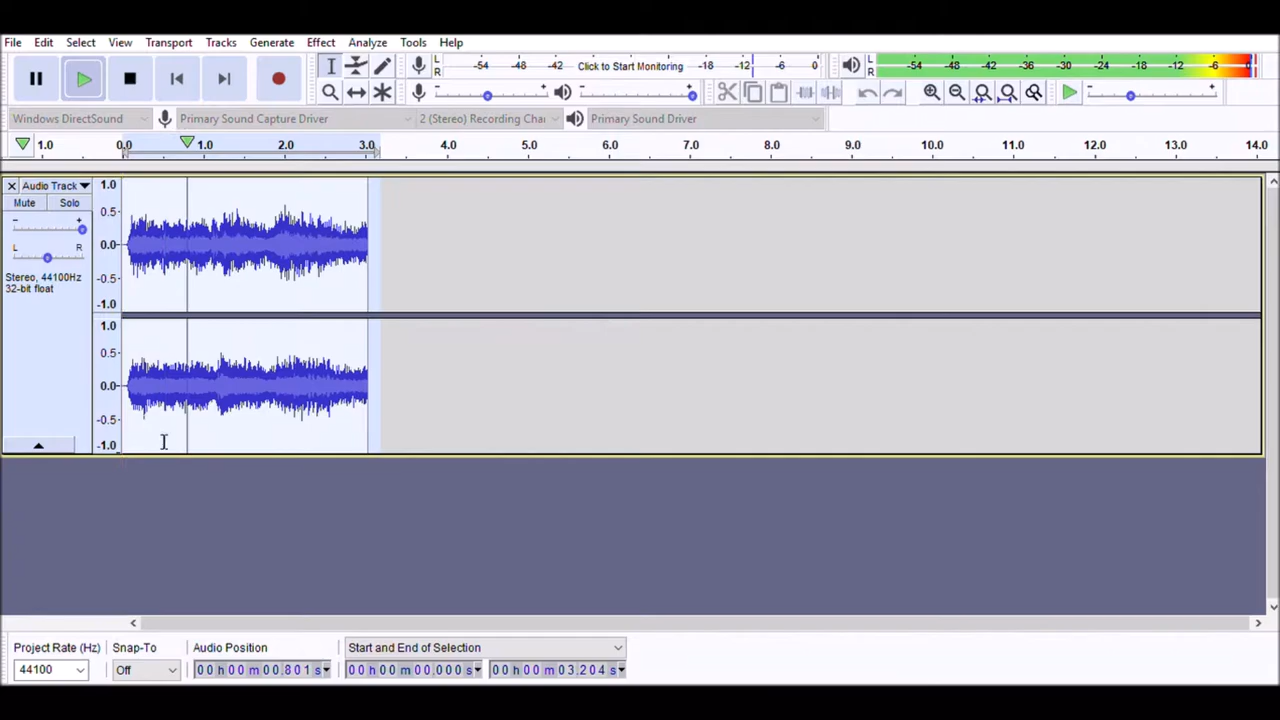 File Edit Select View Transport Tracks Generate Effect Analyze Tools Help
L R -54 -48 -42 Click to Start Monitoring -18 -12 -6 0 L R -54 -48 -42 -36 -30 -24 -18 -12 -6 0
- + - + - +
Windows DirectSound Primary Sound Capture Driver 2 (Stereo) Recording Chan Primary Sound Driver
1.0 0.0 1.0 2.0 3.0 4.0 5.0 6.0 7.0 8.0 9.0 10.0 11.0 12.0 13.0 14.0
Audio Track 1.0
Mute Solo
- + 0.5
L R 0.0
Stereo, 44100Hz -0.5
32-bit float
-1.0
1.0
0.5
0.0
-0.5
-1.0
Project Rate (Hz) Snap-To Audio Position Start and End of Selection
44100 Off 00 h 00 m 00.801 s 00 h 00 m 00.000 s 00 h 00 m 03.204 s